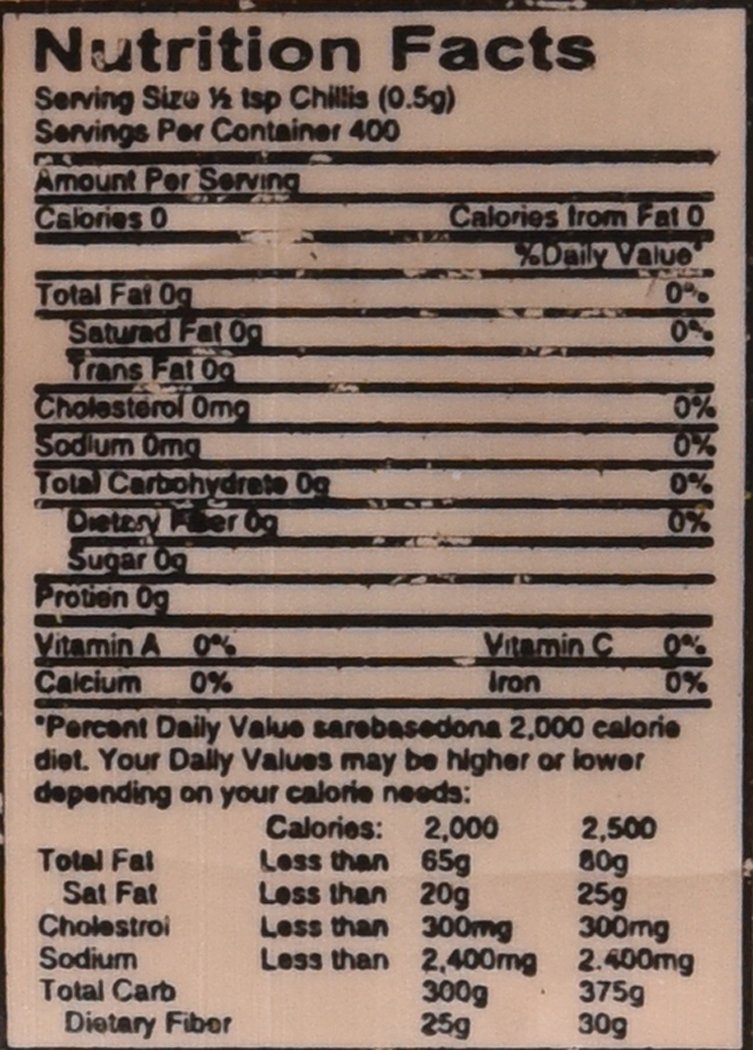 Nutrition Facts
Serving Size ½ tsp Chillis (0.5g)
Servings Per Container 400
Amount Per Serving
Calories 0 Calories from Fat 0
%Daily Value*
Total Fat 0g 0%
Saturad Fat 0g 0%
Trans Fat 0g
Cholesterol 0mg 0%
Sodium 0mg 0%
Total Carbohydrate 0g 0%
Dietary Fiber 0g 0%
Sugar 0g
Protien 0g
Vitamin A 0% Vitamin C 0%
Calcium 0% Iron 0%
*Percent Daily Value sarebasedona 2,000 calorie
diet. Your Daily Values may be higher or lower
depending on your calorie needs:
Calories: 2,000 2,500
Total Fat Less than 65g 80g
Sat Fat Less than 20g 25g
Cholestrol Less than 300mg 300mg
Sodium Less than 2,400mg 2.400mg
Total Carb 300g 375g
Dietary Fiber 25g 30g